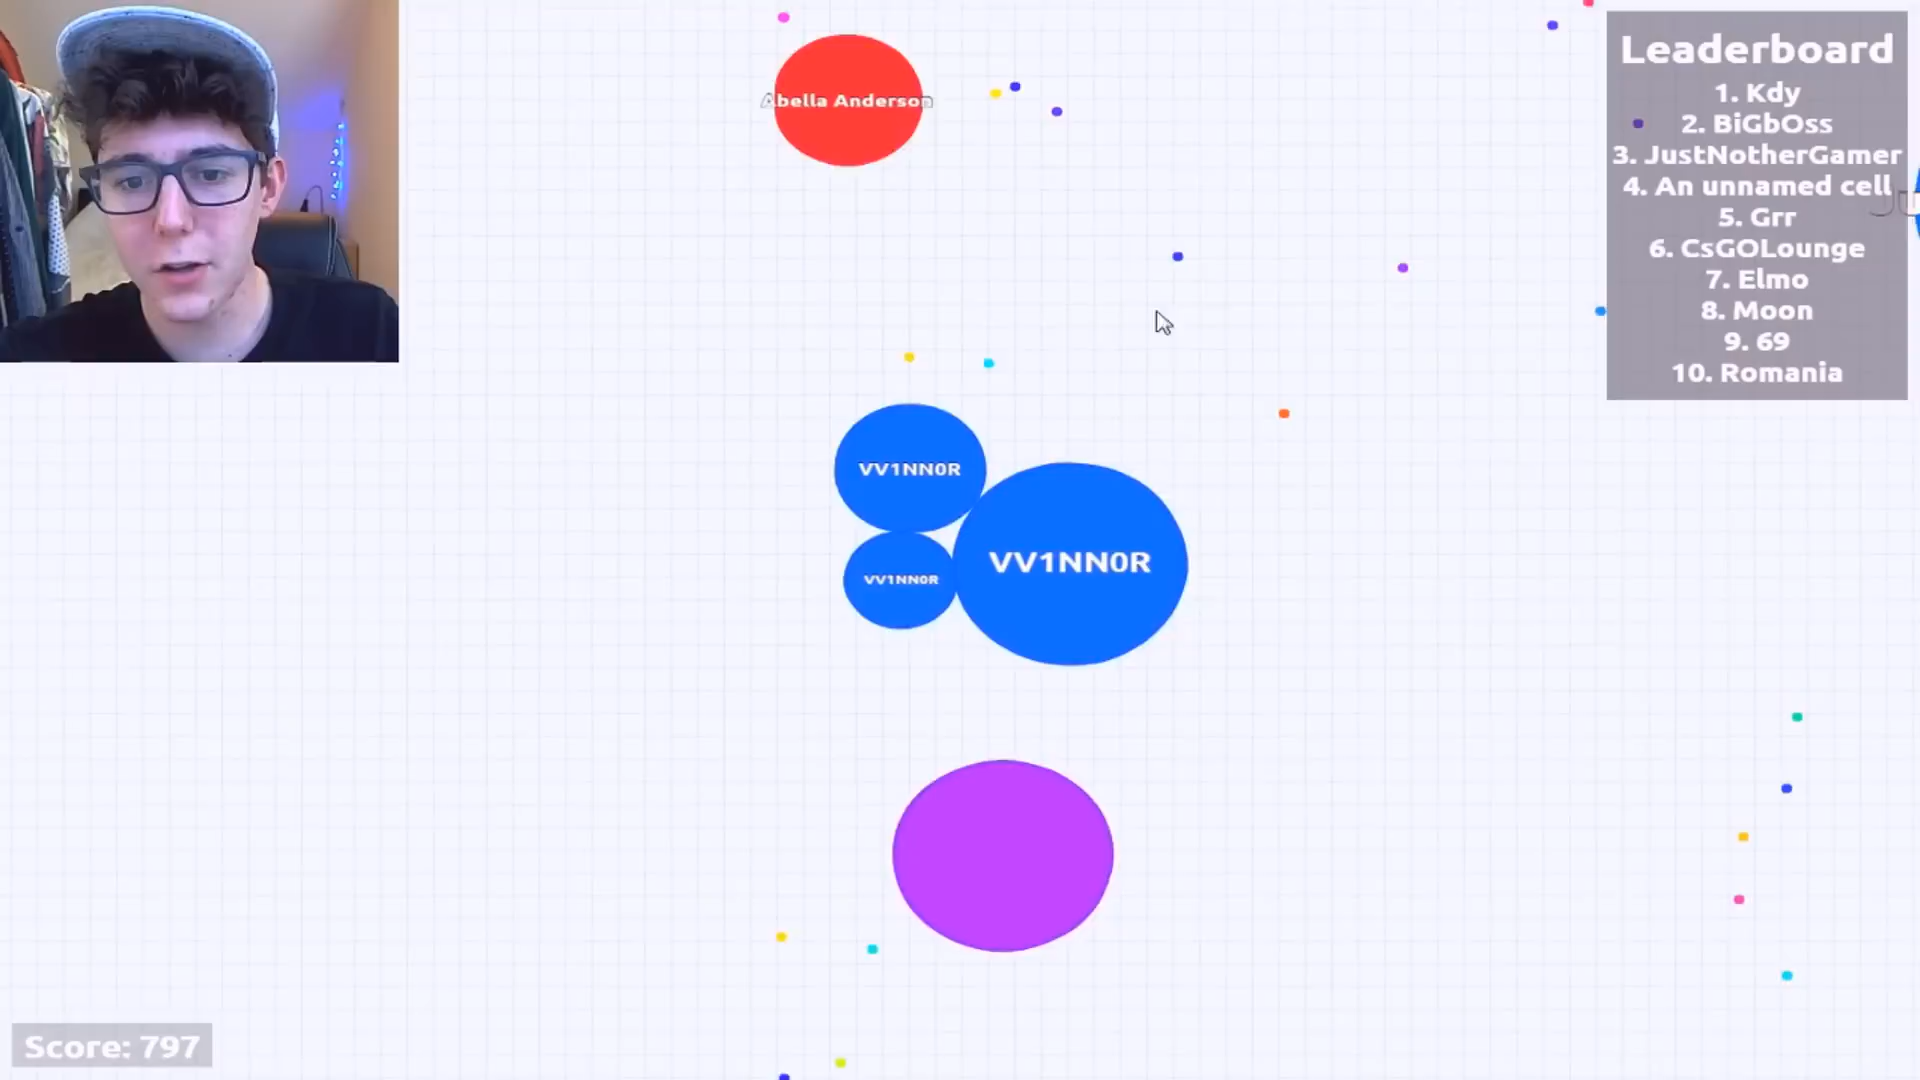 Abella Anderson
VV1NN0R
VV1NN0R
VV1NN0R
Leaderboard
1. Kdy
2. BiGbOss
3. JustNotherGamer
4. An unnamed cell
5. Grr
6. CsGOLounge
7. Elmo
8. Moon
9. 69
10. Romania
Score: 797